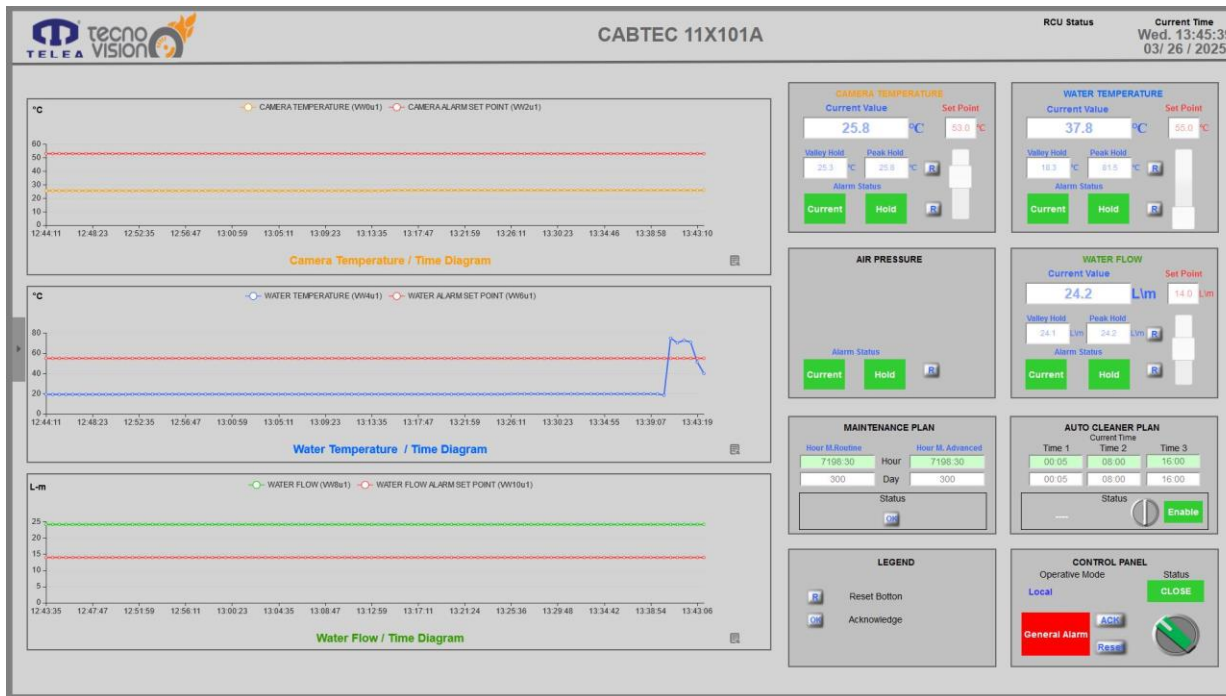 TELEA
tecno
VISION
CABTEC 11X101A
RCU Status
Current Time
Wed. 13:45:39
03/ 26 / 2025
°C
CAMERA TEMPERATURE (VW0u1)
CAMERA ALARM SET POINT (VW2u1)
60
50
40
30
20
10
0
12:44:11 12:48:23 12:52:35 12:56:47 13:00:59 13:05:11 13:09:23 13:13:35 13:17:47 13:21:59 13:26:11 13:30:23 13:34:46 13:38:58 13:43:10
Camera Temperature / Time Diagram
°C
WATER TEMPERATURE (VW4u1)
WATER ALARM SET POINT (VW6u1)
80
60
40
20
0
12:44:11 12:48:23 12:52:35 12:56:47 13:00:59 13:05:11 13:09:23 13:13:35 13:17:47 13:21:59 13:26:11 13:30:23 13:34:55 13:39:07 13:43:19
Water Temperature / Time Diagram
L-m
WATER FLOW (VW8u1)
WATER FLOW ALARM SET POINT (VW10u1)
25
20
15
10
5
0
12:43:35 12:47:47 12:51:59 12:56:11 13:00:23 13:04:35 13:08:47 13:12:59 13:17:11 13:21:24 13:25:36 13:29:48 13:34:42 13:38:54 13:43:06
Water Flow / Time Diagram
CAMERA TEMPERATURE
Current Value Set Point
25.8 °C 53.0 °C
Valley Hold Peak Hold
25.3 °C 25.8 °C R
Alarm Status
Current Hold R
WATER TEMPERATURE
Current Value Set Point
37.8 °C 55.0 °C
Valley Hold Peak Hold
18.3 °C 81.5 °C R
Alarm Status
Current Hold R
AIR PRESSURE
Alarm Status
Current Hold R
WATER FLOW
Current Value Set Point
24.2 L\m 14.0 L\m
Valley Hold Peak Hold
24.1 L\m 24.2 L\m R
Alarm Status
Current Hold R
MAINTENANCE PLAN
Hour M.Routine Hour M. Advanced
7198:30 Hour 7198:30
300 Day 300
Status
OK
AUTO CLEANER PLAN
Current Time
Time 1 Time 2 Time 3
00:05 08:00 16:00
00:05 08:00 16:00
Status
Enable
LEGEND
R Reset Botton
OK Acknowledge
CONTROL PANEL
Operative Mode Status
Local CLOSE
General Alarm ACK
Reset